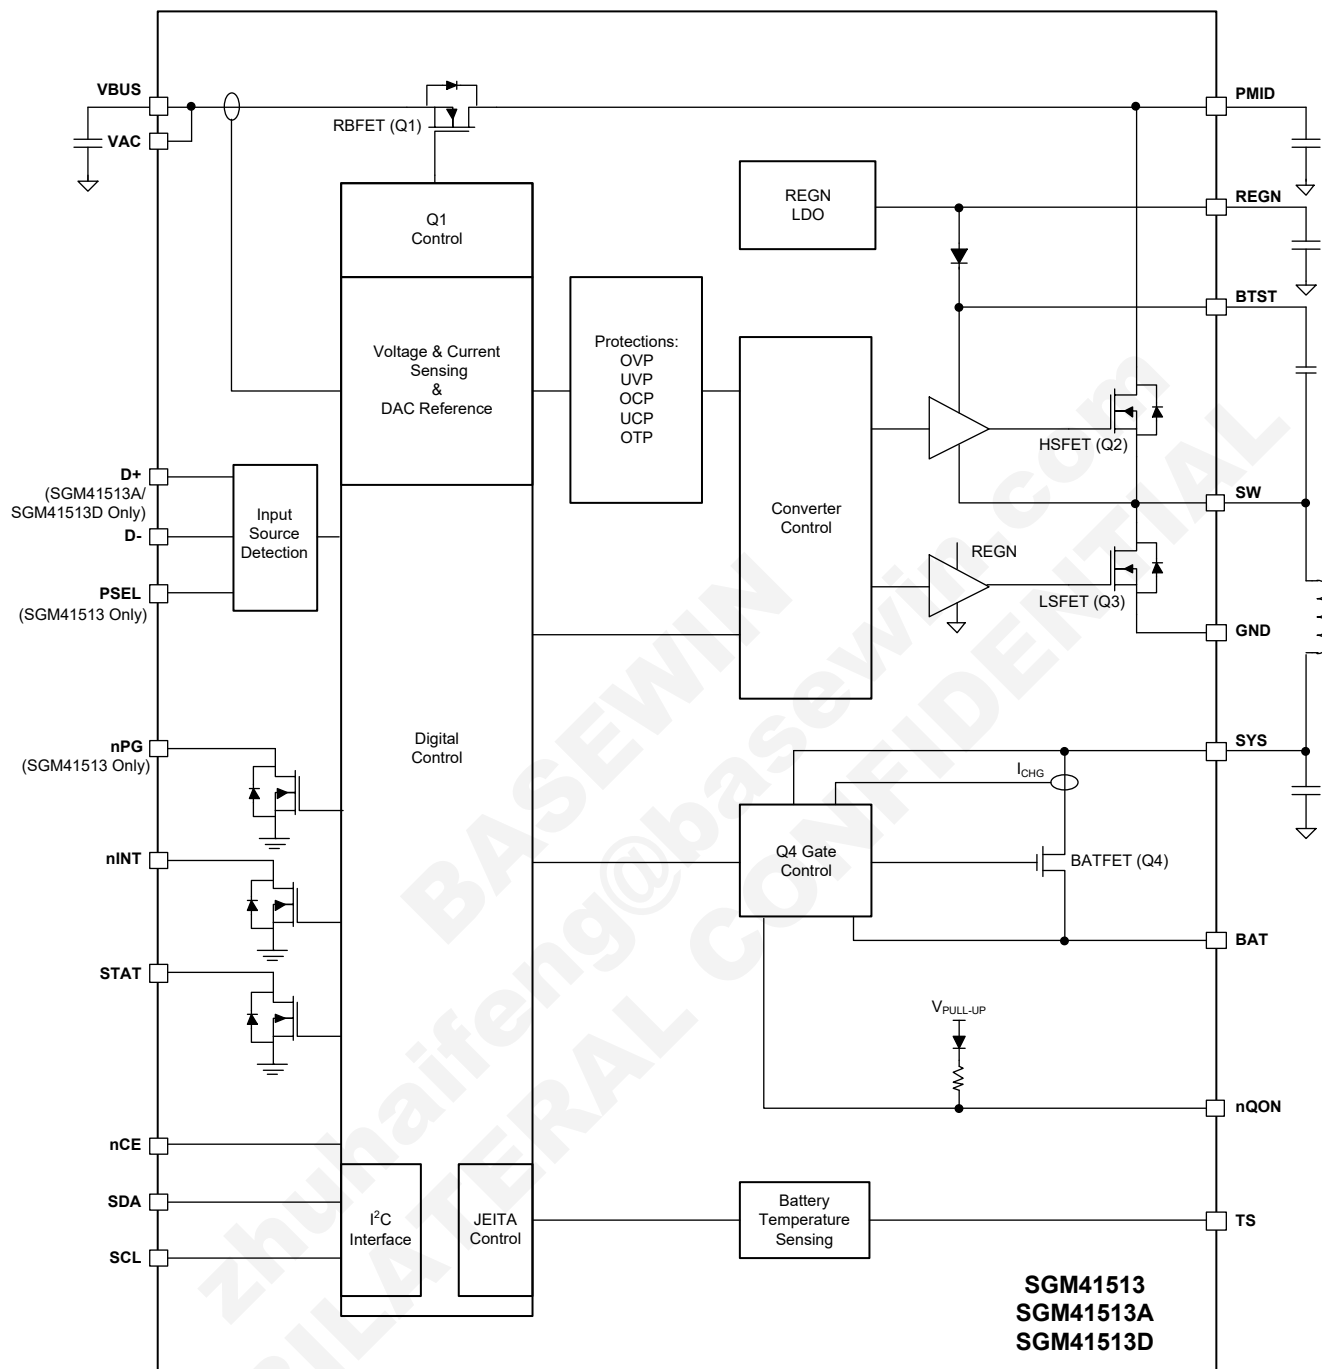 VBUS
VAC
RBFET (Q1)
PMID
REGN
LDO
REGN
Q1
Control
BTST
Voltage & Current
Sensing
&
DAC Reference
Protections:
OVP
UVP
OCP
UCP
OTP
HSFET (Q2)
D+
(SGM41513A/
SGM41513D Only)
D-
PSEL
(SGM41513 Only)
Input
Source
Detection
Converter
Control
SW
REGN
LSFET (Q3)
GND
nPG
(SGM41513 Only)
Digital
Control
SYS
ICHG
nINT
Q4 Gate
Control
BATFET (Q4)
BAT
STAT
VPULL-UP
nQON
nCE
SDA
SCL
I2C
Interface
JEITA
Control
Battery
Temperature
Sensing
TS
SGM41513
SGM41513A
SGM41513D
BASEWIN
zhuhaifeng@basewin.com
BILATERAL CONFIDENTIAL